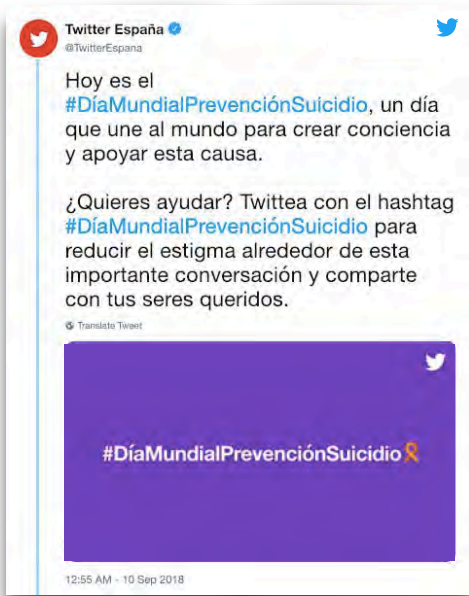 Twitter España
@TwitterEspana
Hoy es el
#DíaMundialPrevenciónSuicidio, un día
que une al mundo para crear conciencia
y apoyar esta causa.
¿Quieres ayudar? Twittea con el hashtag
#DíaMundialPrevenciónSuicidio para
reducir el estigma alrededor de esta
importante conversación y comparte
con tus seres queridos.
Translate Tweet
#DíaMundialPrevenciónSuicidio
12:55 AM - 10 Sep 2018